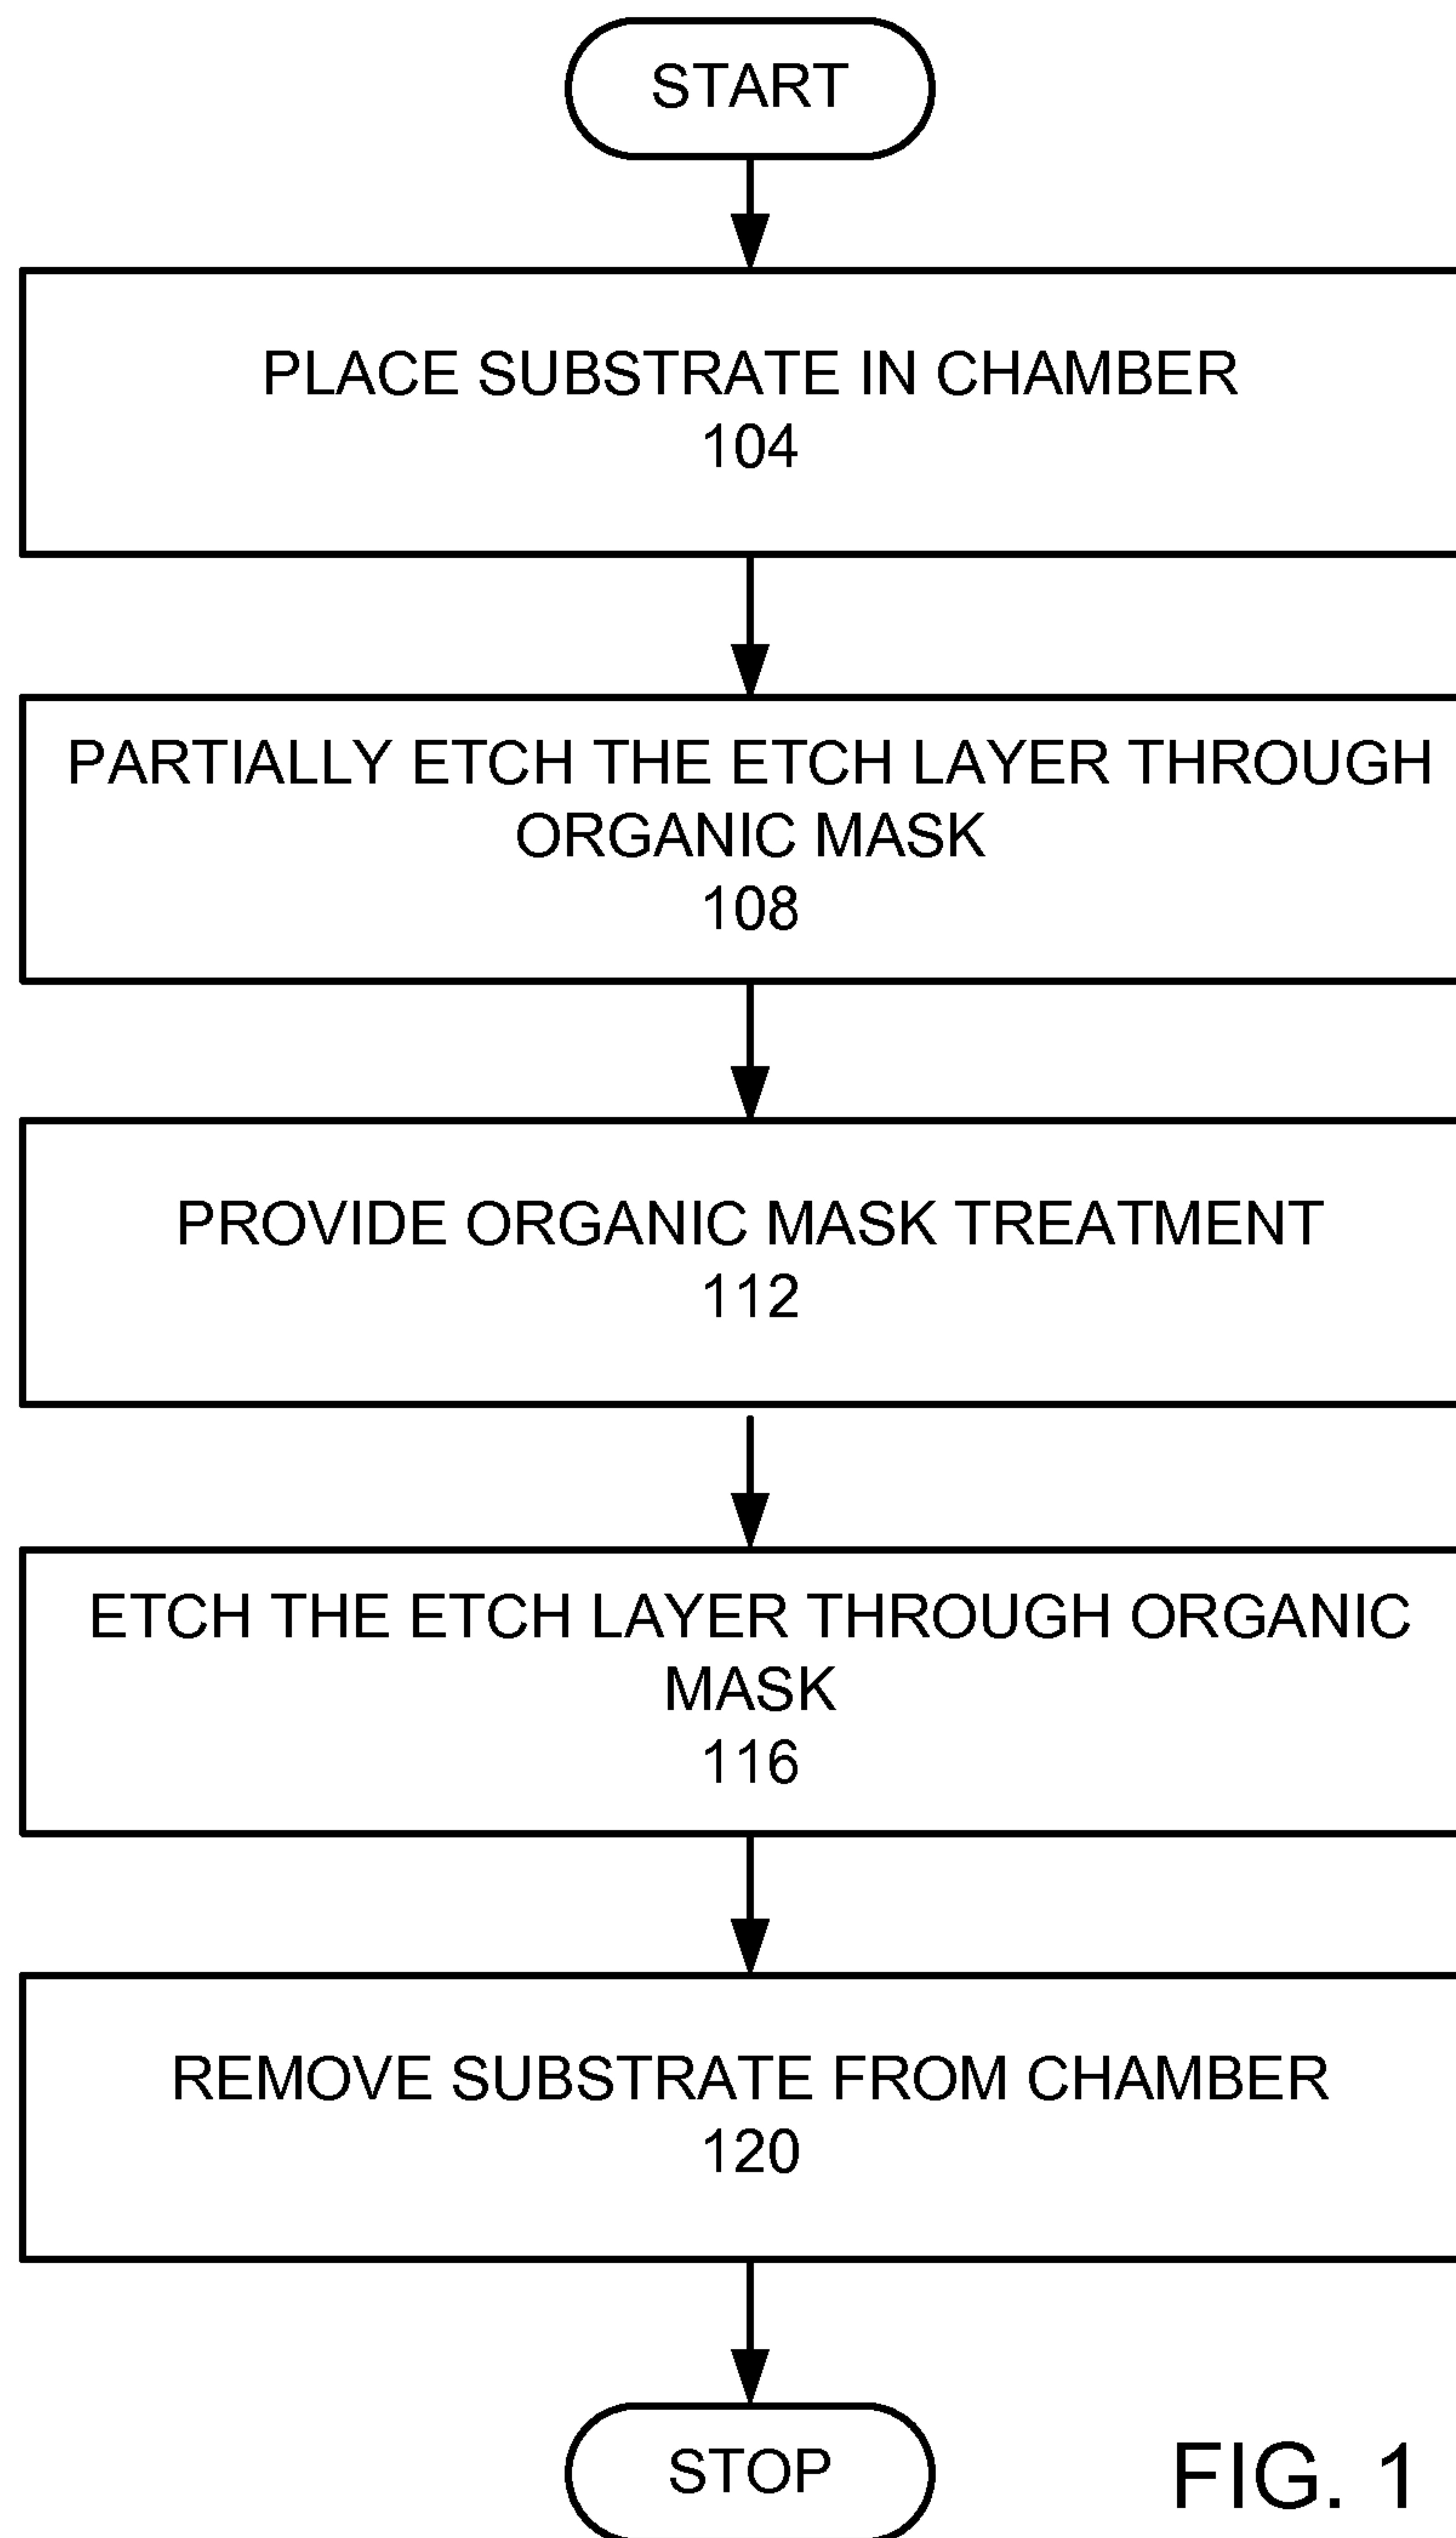 START
PLACE SUBSTRATE IN CHAMBER
104
PARTIALLY ETCH THE ETCH LAYER THROUGH
ORGANIC MASK
108
PROVIDE ORGANIC MASK TREATMENT
112
ETCH THE ETCH LAYER THROUGH ORGANIC
MASK
116
REMOVE SUBSTRATE FROM CHAMBER
120
STOP
FIG. 1